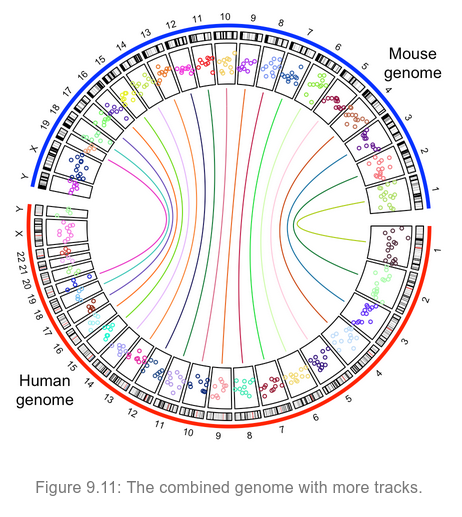 12 11 10 9 8 7 6 5 4 3 2 1
13 14 15 16 17 18 19 X Y
Mouse
genome
Y X 22 21 20 19 18 17 16 15 14 13 12 11 10 9 8 7 6 5 4 3 2 1
Human
genome
Figure 9.11: The combined genome with more tracks.